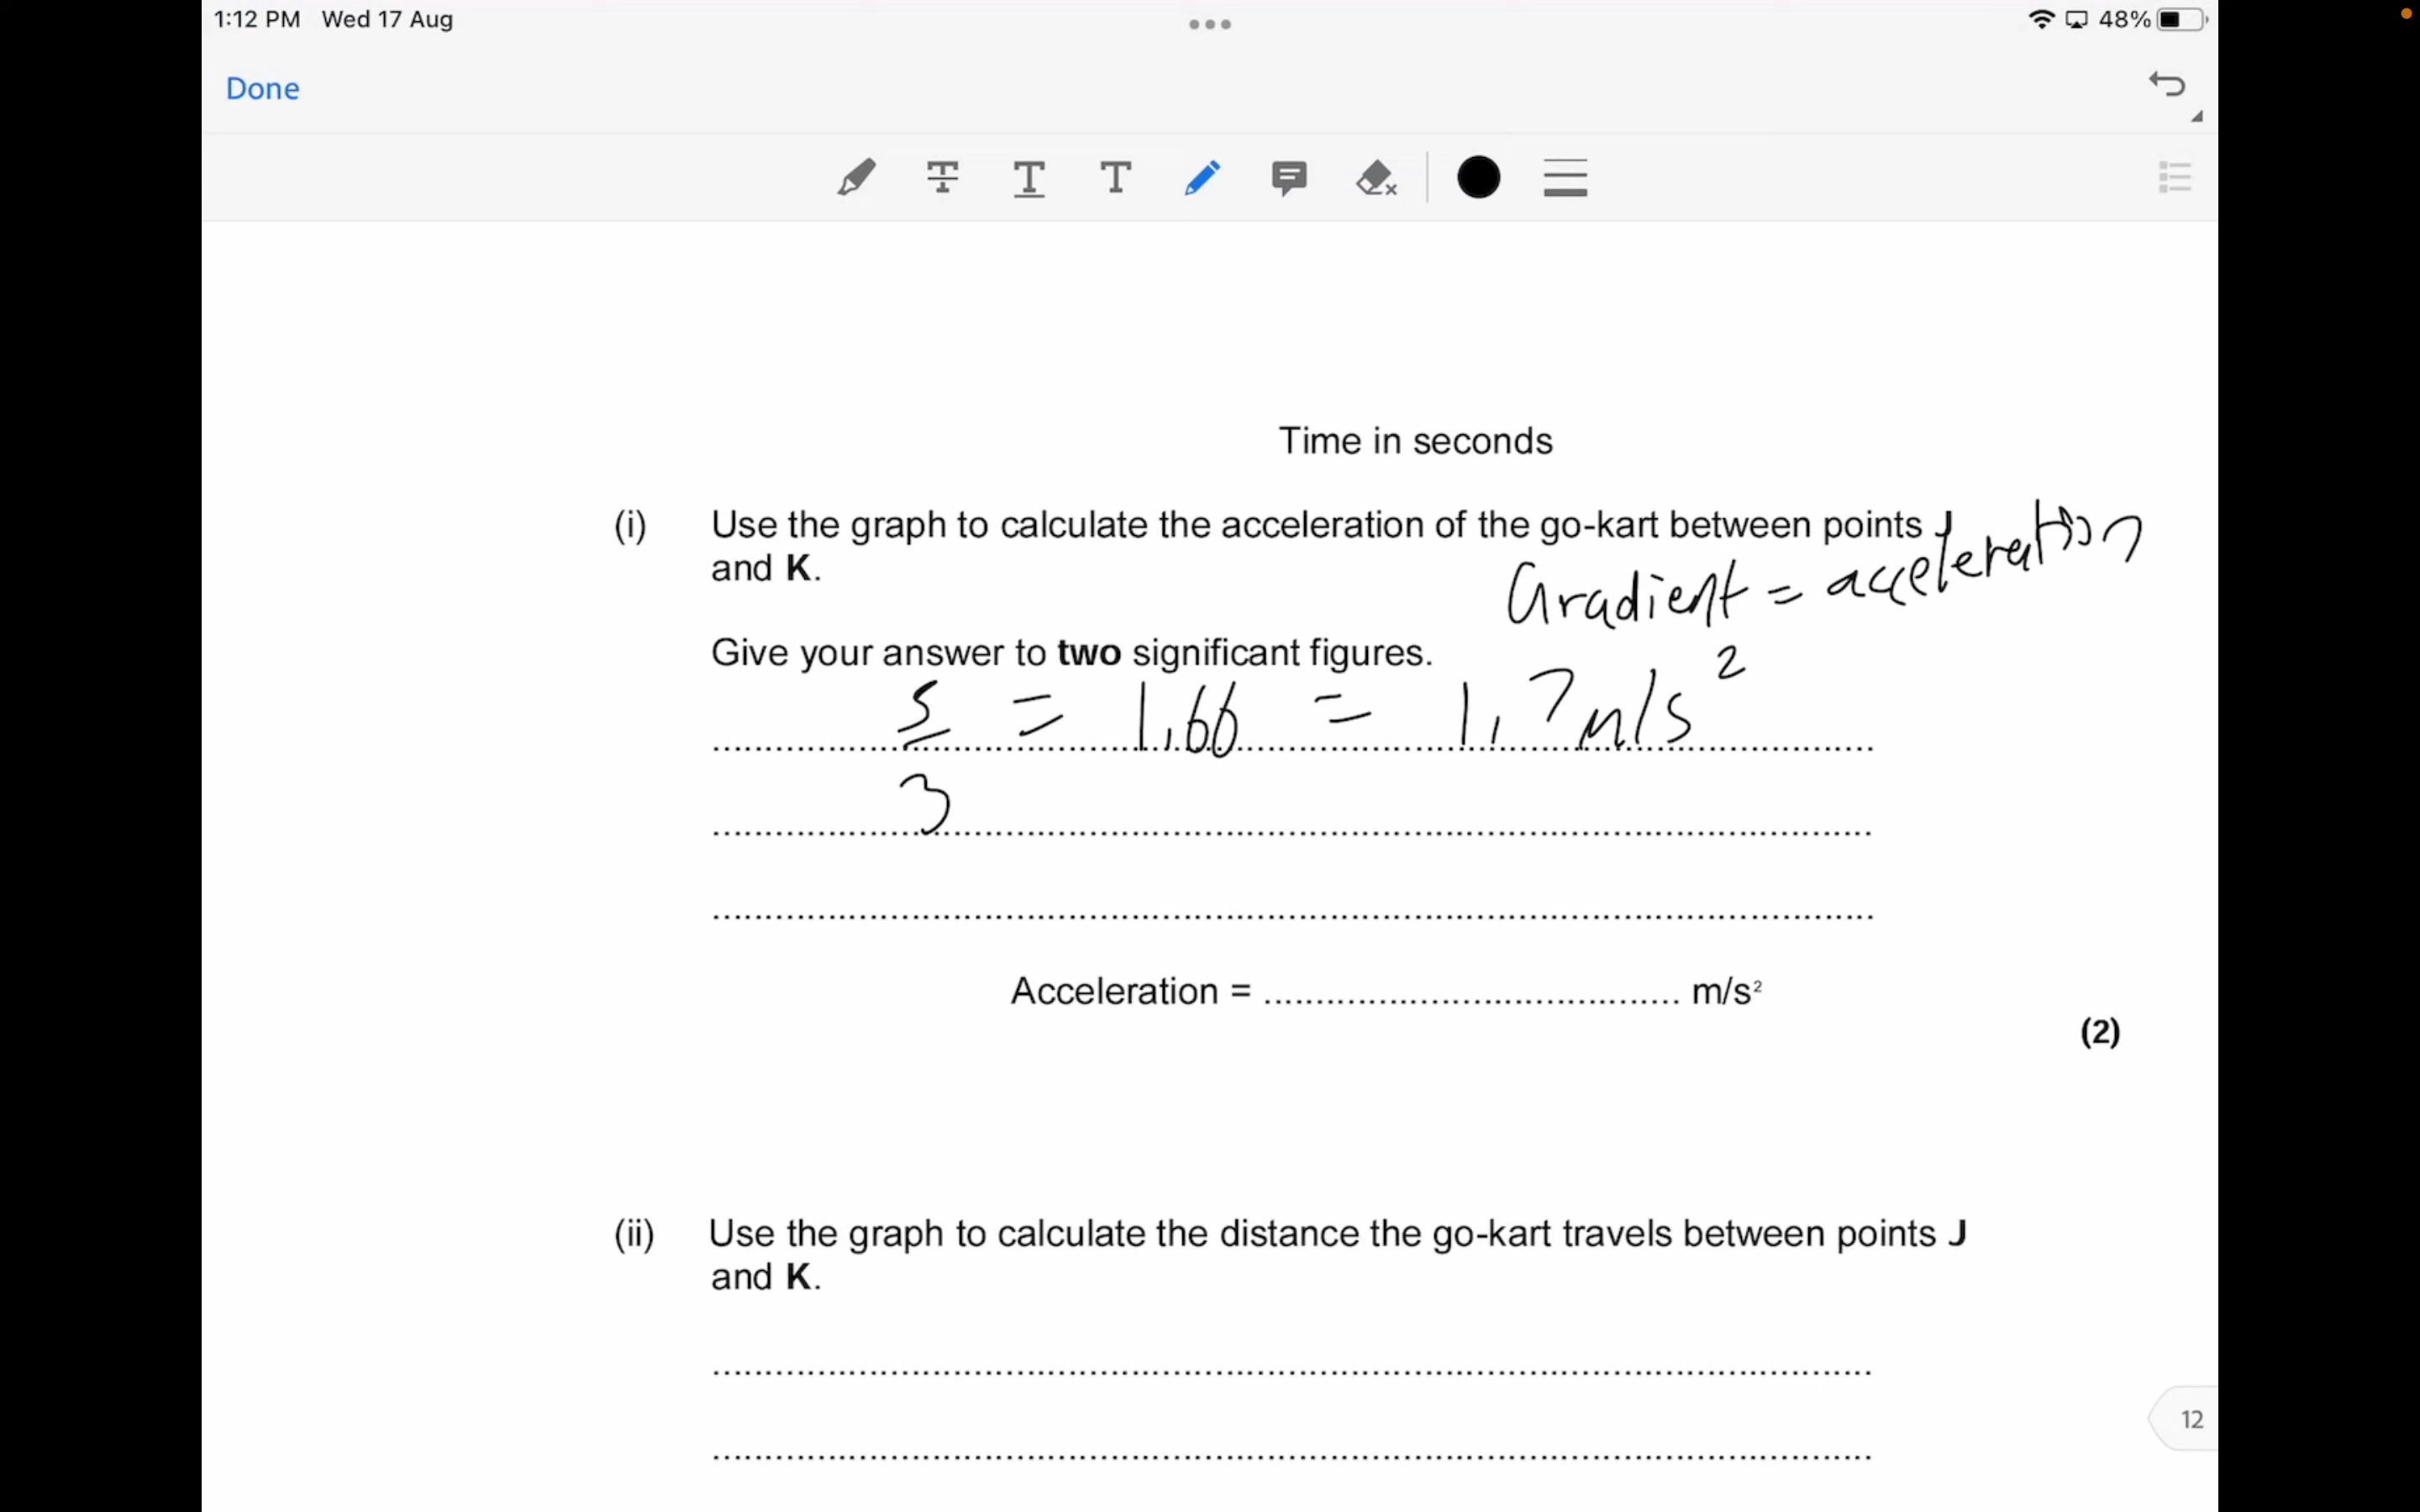 1:12 PM Wed 17 Aug
48%
Done
Time in seconds
(i) Use the graph to calculate the acceleration of the go-kart between points J
and K.
Gradient = acceleration
Give your answer to two significant figures.
5/3 = 1,66 = 1,7 m/s²
Acceleration = ........................................ m/s²
(2)
(ii) Use the graph to calculate the distance the go-kart travels between points J
and K.
12